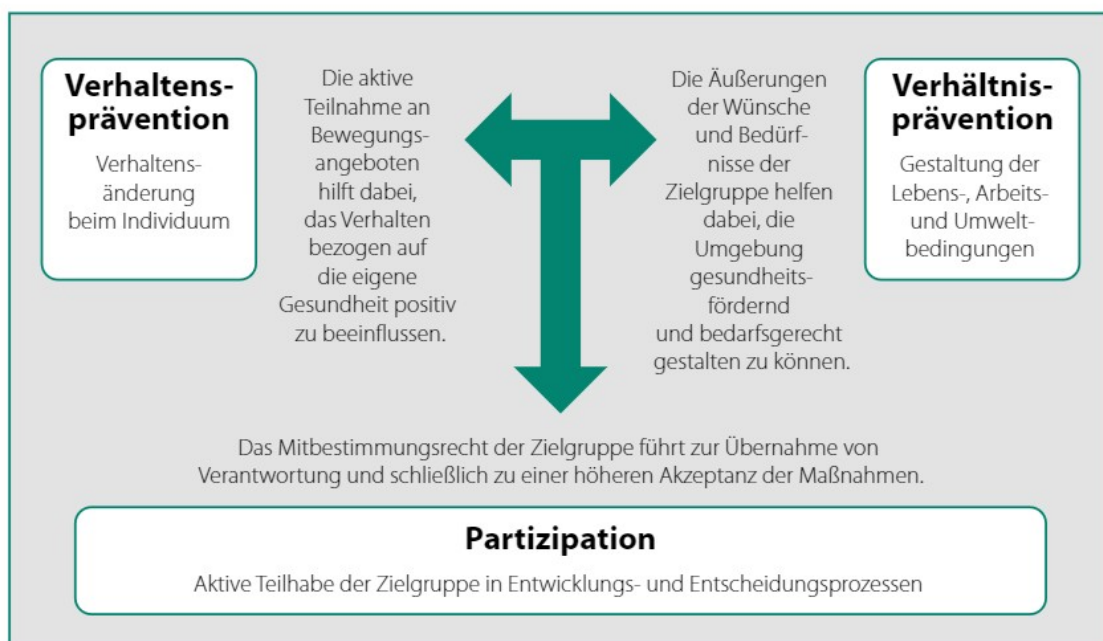 Verhaltens-
prävention
Verhaltens-
änderung
beim Individuum
Die aktive
Teilnahme an
Bewegungs-
angeboten
hilft dabei,
das Verhalten
bezogen auf
die eigene
Gesundheit positiv
zu beeinflussen.
Die Äußerungen
der Wünsche
und Bedürf-
nisse der
Zielgruppe helfen
dabei, die
Umgebung
gesundheits-
fördernd
und bedarfsgerecht
gestalten zu können.
Verhältnis-
prävention
Gestaltung der
Lebens-, Arbeits-
und Umwelt-
bedingungen
Das Mitbestimmungsrecht der Zielgruppe führt zur Übernahme von
Verantwortung und schließlich zu einer höheren Akzeptanz der Maßnahmen.
Partizipation
Aktive Teilhabe der Zielgruppe in Entwicklungs- und Entscheidungsprozessen